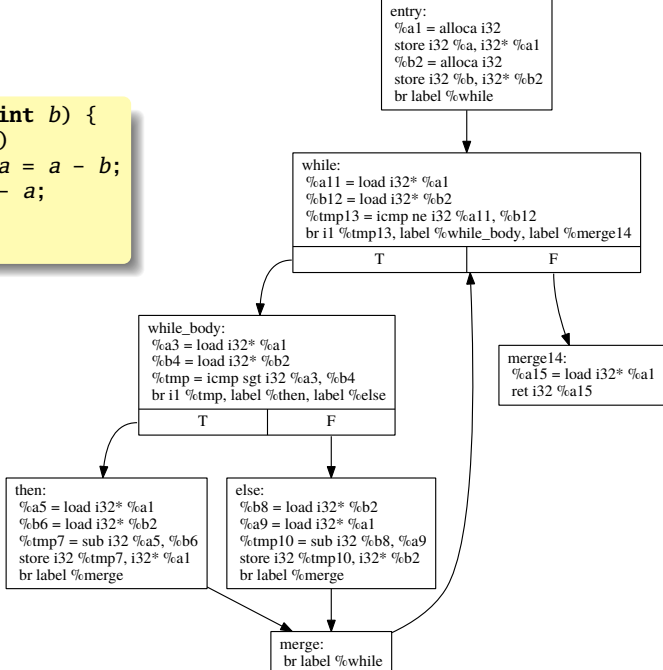 int b) {
)
a = a - b;
- a;
entry:
%a1 = alloca i32
store i32 %a, i32* %a1
%b2 = alloca i32
store i32 %b, i32* %b2
br label %while
while:
%a11 = load i32* %a1
%b12 = load i32* %b2
%tmp13 = icmp ne i32 %a11, %b12
br i1 %tmp13, label %while_body, label %merge14
T
F
while_body:
%a3 = load i32* %a1
%b4 = load i32* %b2
%tmp = icmp sgt i32 %a3, %b4
br i1 %tmp, label %then, label %else
T
F
merge14:
%a15 = load i32* %a1
ret i32 %a15
then:
%a5 = load i32* %a1
%b6 = load i32* %b2
%tmp7 = sub i32 %a5, %b6
store i32 %tmp7, i32* %a1
br label %merge
else:
%b8 = load i32* %b2
%a9 = load i32* %a1
%tmp10 = sub i32 %b8, %a9
store i32 %tmp10, i32* %b2
br label %merge
merge:
br label %while